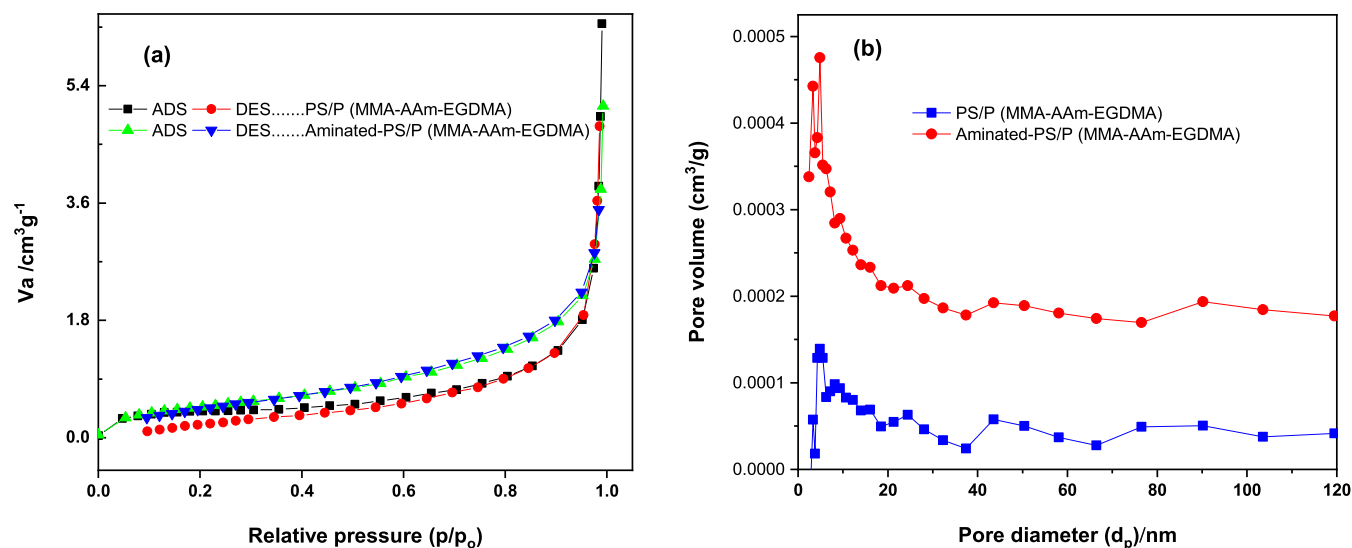 (a)
ADS DES.......PS/P (MMA-AAm-EGDMA)
ADS DES.......Aminated-PS/P (MMA-AAm-EGDMA)
5.4
3.6
1.8
0.0
Va /cm³g⁻¹
0.0 0.2 0.4 0.6 0.8 1.0
Relative pressure (p/pₒ)
(b)
PS/P (MMA-AAm-EGDMA)
Aminated-PS/P (MMA-AAm-EGDMA)
0.0005
0.0004
0.0003
0.0002
0.0001
0.0000
Pore volume (cm³/g)
0 20 40 60 80 100 120
Pore diameter (dₚ)/nm